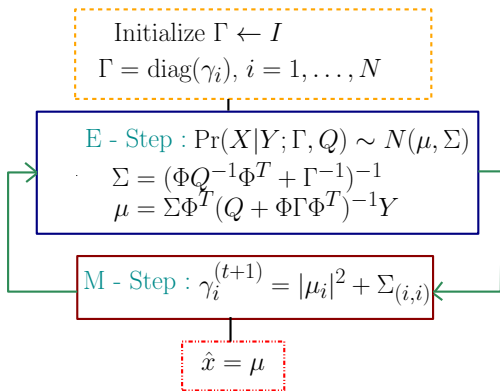 Initialize Γ ← I
Γ = diag(γ_i), i = 1, . . . , N
E - Step : Pr(X|Y; Γ, Q) ∼ N(μ, Σ)
Σ = (ΦQ^{-1}Φ^T + Γ^{-1})^{-1}
μ = ΣΦ^T(Q + ΦΓΦ^T)^{-1}Y
M - Step : γ_i^{(t+1)} = |μ_i|^2 + Σ_{(i,i)}
x̂ = μ